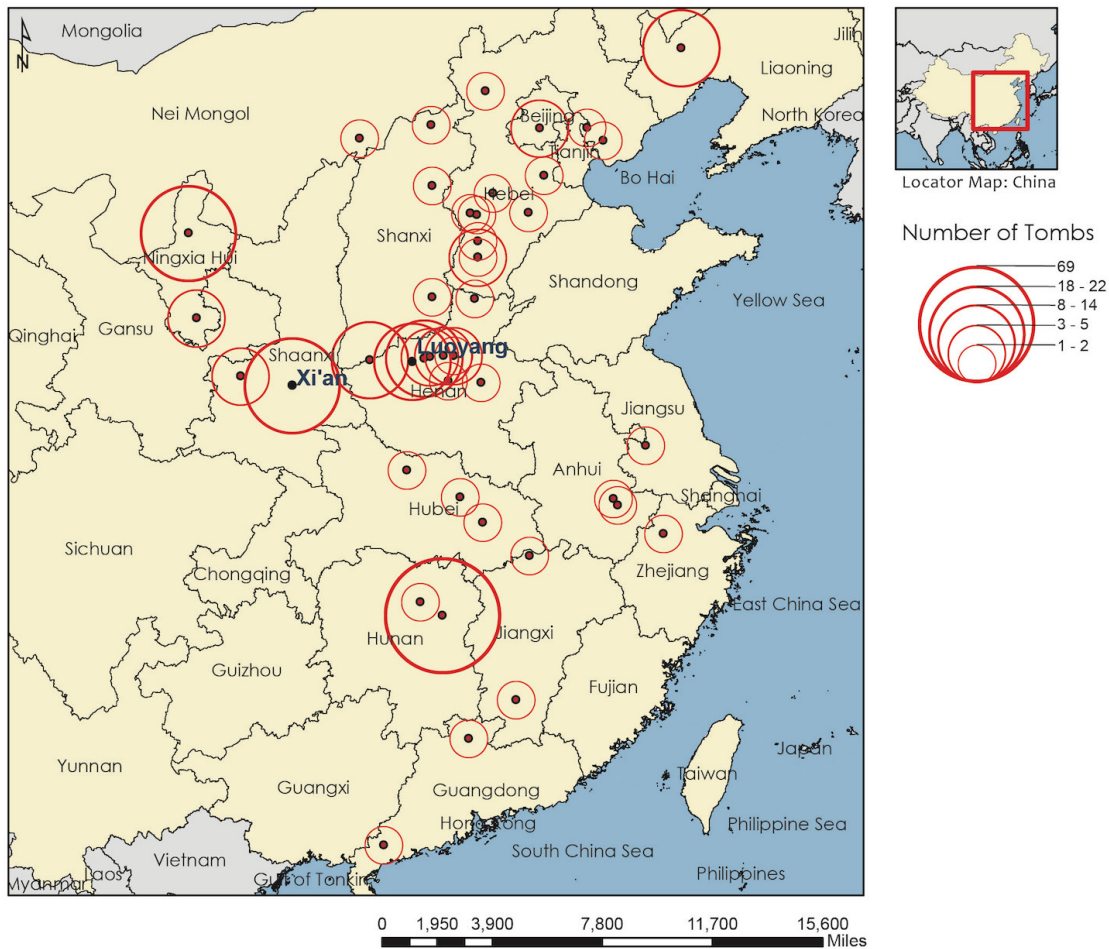 Mongolia
Jilin
Liaoning
Nei Mongol
Beijing
North Korea
Tianjin
Bo Hai
Hebei
Shanxi
Ningxia Hui
Shandong
Yellow Sea
Qinghai
Gansu
Shaanxi
Luoyang
Xi'an
Henan
Jiangsu
Anhui
Shanghai
Hubei
Sichuan
Chongqing
Zhejiang
East China Sea
Hunan
Jiangxi
Guizhou
Fujian
Yunnan
Japan
Taiwan
Guangxi
Guangdong
Hong Kong
Philippine Sea
Vietnam
South China Sea
Myanmar
Laos
Gulf of Tonkin
Philippines
N
Locator Map: China
Number of Tombs
69
18 - 22
8 - 14
3 - 5
1 - 2
0 1,950 3,900 7,800 11,700 15,600
Miles